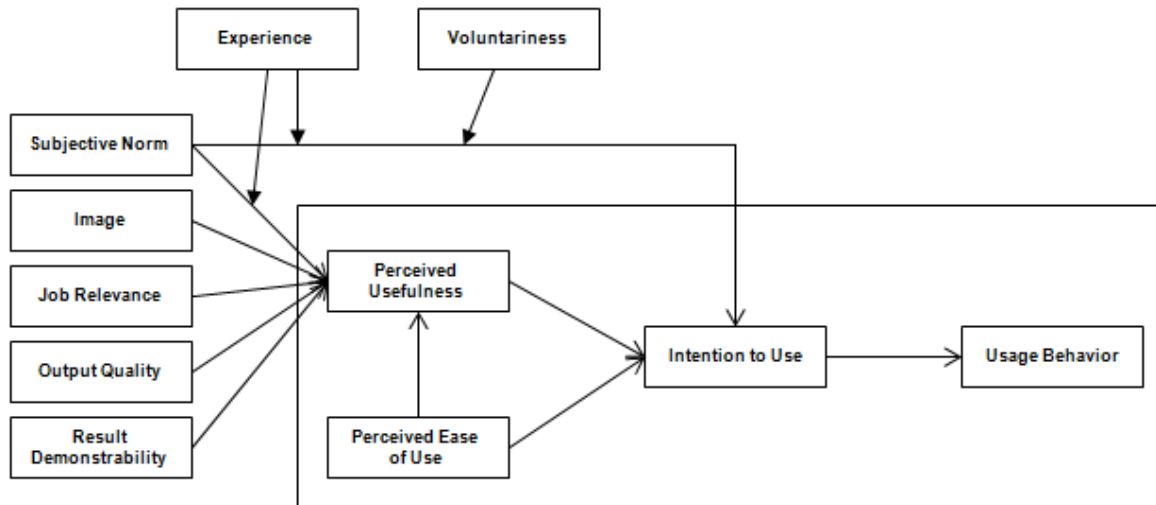 Experience
Voluntariness
Subjective Norm
Image
Job Relevance
Output Quality
Result
Demonstrability
Perceived
Usefulness
Perceived Ease
of Use
Intention to Use
Usage Behavior